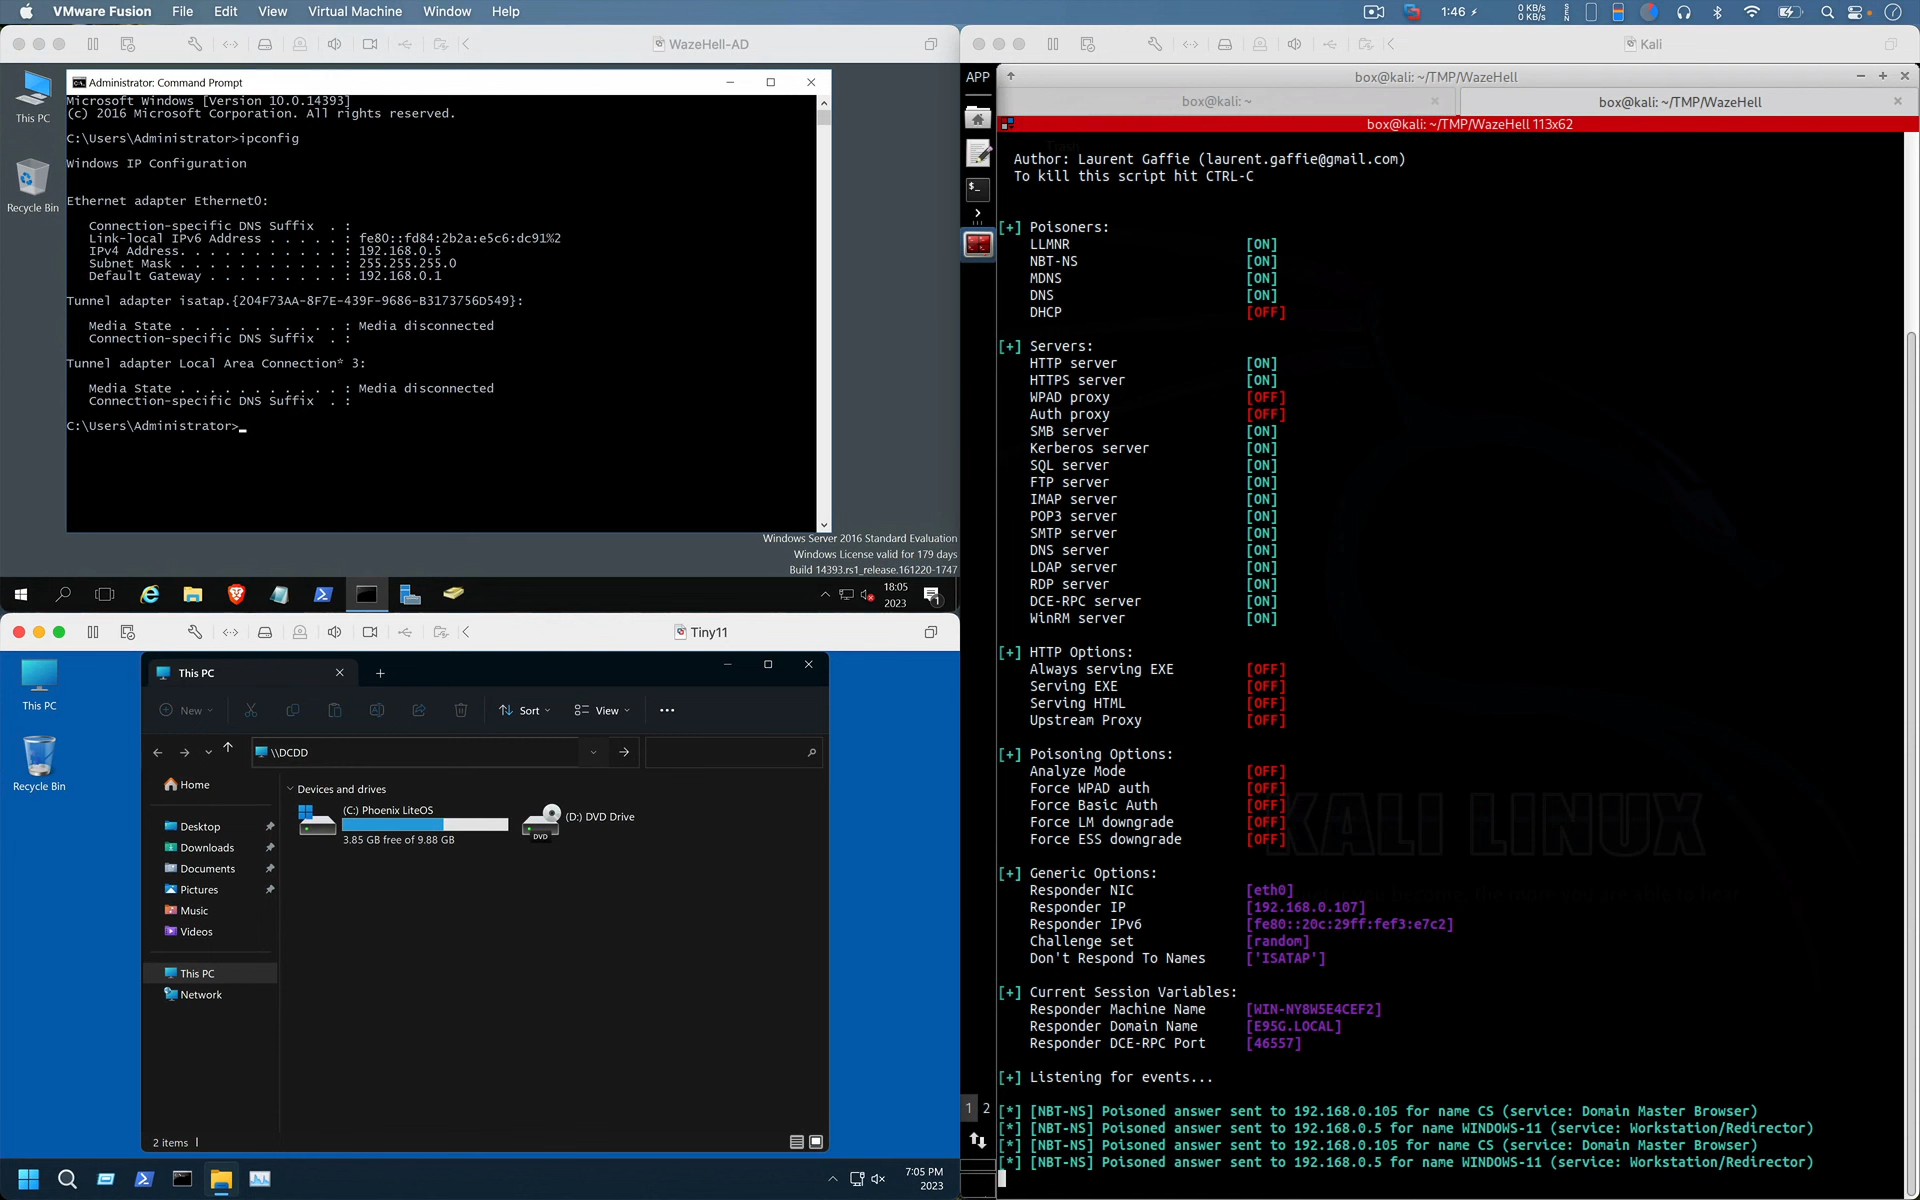 VMware Fusion File Edit View Virtual Machine Window Help
0 KB/s
0 KB/s
SEN
1:46
WazeHell-AD
This PC
Recycle Bin
Administrator: Command Prompt
Microsoft Windows [Version 10.0.14393]
(c) 2016 Microsoft Corporation. All rights reserved.
C:\Users\Administrator>ipconfig
Windows IP Configuration
Ethernet adapter Ethernet0:
Connection-specific DNS Suffix . :
Link-local IPv6 Address . . . . . : fe80::fd84:2b2a:e5c6:dc91%2
IPv4 Address. . . . . . . . . . . : 192.168.0.5
Subnet Mask . . . . . . . . . . . : 255.255.255.0
Default Gateway . . . . . . . . . : 192.168.0.1
Tunnel adapter isatap.{204F73AA-8F7E-439F-9686-B3173756D549}:
Media State . . . . . . . . . . . : Media disconnected
Connection-specific DNS Suffix . :
Tunnel adapter Local Area Connection* 3:
Media State . . . . . . . . . . . : Media disconnected
Connection-specific DNS Suffix . :
C:\Users\Administrator>_
Windows Server 2016 Standard Evaluation
Windows License valid for 179 days
Build 14393.rs1_release.161220-1747
18:05
2023
1
Tiny11
This PC
Recycle Bin
This PC
New Sort View
\\DCDD
Home
Desktop
Downloads
Documents
Pictures
Music
Videos
This PC
Network
Devices and drives
(C:) Phoenix LiteOS
3.85 GB free of 9.88 GB
(D:) DVD Drive
DVD
2 items
7:05 PM
2023
Kali
APP
box@kali: ~/TMP/WazeHell
box@kali: ~
box@kali: ~/TMP/WazeHell
box@kali: ~/TMP/WazeHell 113x62
Author: Laurent Gaffie (laurent.gaffie@gmail.com)
To kill this script hit CTRL-C
[+] Poisoners:
LLMNR [ON]
NBT-NS [ON]
MDNS [ON]
DNS [ON]
DHCP [OFF]
[+] Servers:
HTTP server [ON]
HTTPS server [ON]
WPAD proxy [OFF]
Auth proxy [OFF]
SMB server [ON]
Kerberos server [ON]
SQL server [ON]
FTP server [ON]
IMAP server [ON]
POP3 server [ON]
SMTP server [ON]
DNS server [ON]
LDAP server [ON]
RDP server [ON]
DCE-RPC server [ON]
WinRM server [ON]
[+] HTTP Options:
Always serving EXE [OFF]
Serving EXE [OFF]
Serving HTML [OFF]
Upstream Proxy [OFF]
[+] Poisoning Options:
Analyze Mode [OFF]
Force WPAD auth [OFF]
Force Basic Auth [OFF]
Force LM downgrade [OFF]
Force ESS downgrade [OFF]
KALI LINUX
[+] Generic Options:
Responder NIC [eth0]
Responder IP [192.168.0.107]
Responder IPv6 [fe80::20c:29ff:fef3:e7c2]
Challenge set [random]
Don't Respond To Names ['ISATAP']
[+] Current Session Variables:
Responder Machine Name [WIN-NY8W5E4CEF2]
Responder Domain Name [E95G.LOCAL]
Responder DCE-RPC Port [46557]
[+] Listening for events...
[*] [NBT-NS] Poisoned answer sent to 192.168.0.105 for name CS (service: Domain Master Browser)
[*] [NBT-NS] Poisoned answer sent to 192.168.0.5 for name WINDOWS-11 (service: Workstation/Redirector)
[*] [NBT-NS] Poisoned answer sent to 192.168.0.105 for name CS (service: Domain Master Browser)
[*] [NBT-NS] Poisoned answer sent to 192.168.0.5 for name WINDOWS-11 (service: Workstation/Redirector)
1 2